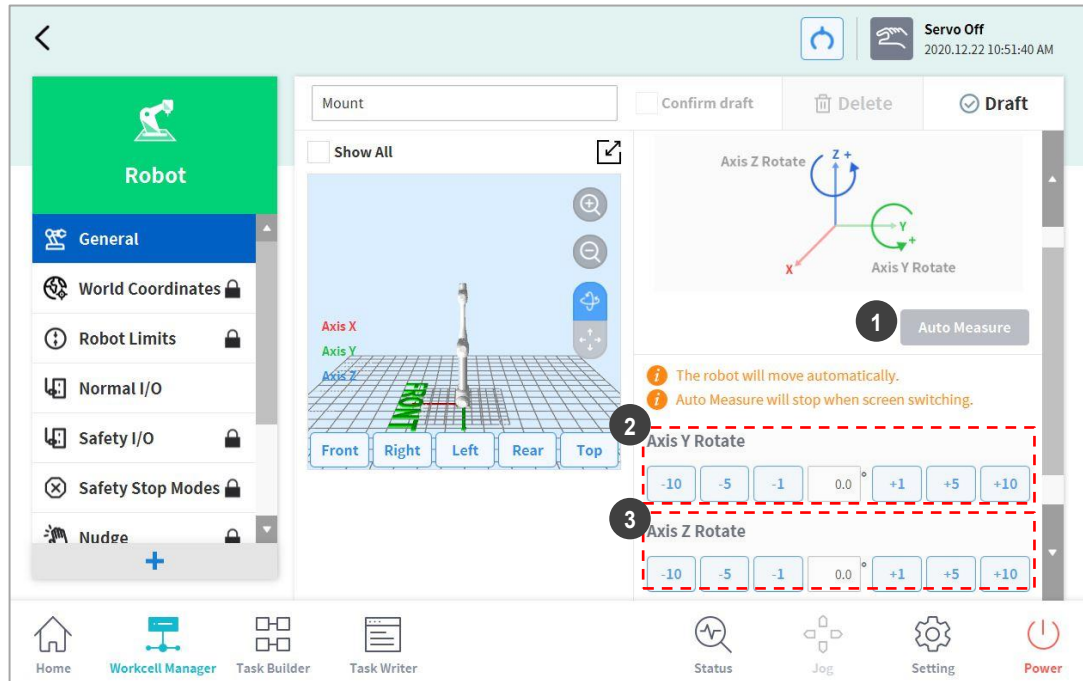 Servo Off
2020.12.22 10:51:40 AM
Robot
General
World Coordinates
Robot Limits
Normal I/O
Safety I/O
Safety Stop Modes
Nudge
+
Mount
Confirm draft
Delete
Draft
Show All
Axis X
Axis Y
Axis Z
FRONT
Front Right Left Rear Top
Axis Z Rotate
Z +
Y
+
X
Axis Y Rotate
1
Auto Measure
i The robot will move automatically.
i Auto Measure will stop when screen switching.
2
Axis Y Rotate
-10 -5 -1 0.0 ° +1 +5 +10
3
Axis Z Rotate
-10 -5 -1 0.0 ° +1 +5 +10
Home Workcell Manager Task Builder Task Writer Status Jog Setting Power